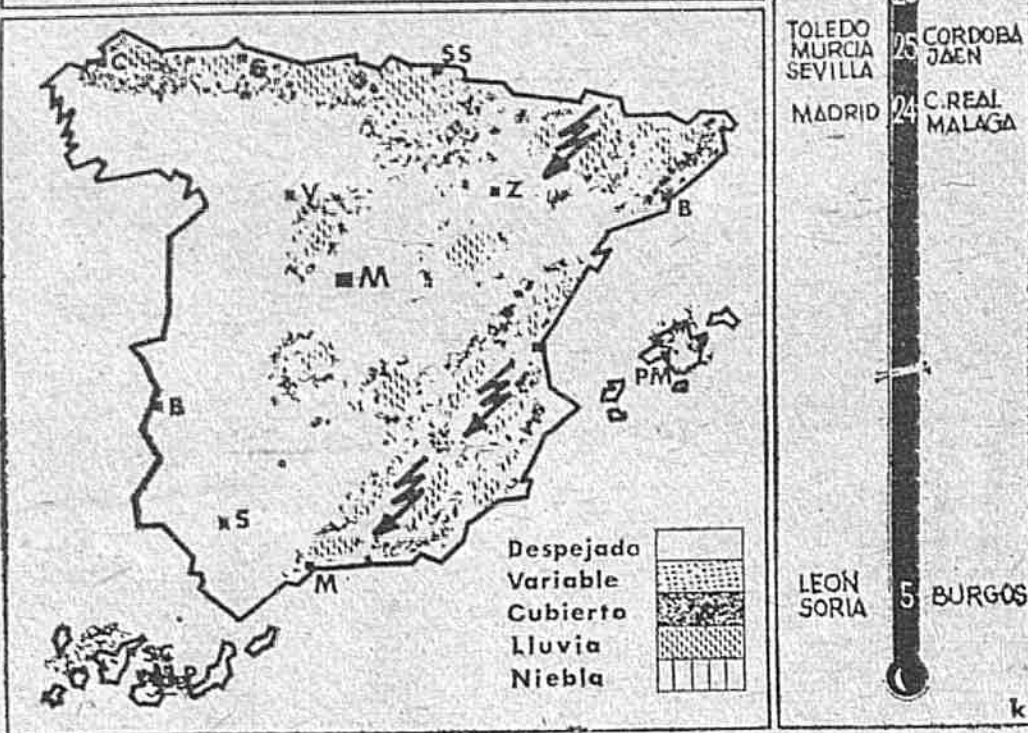 C
G
SS
V
Z
B
M
PM
B
S
M
SC
Despejado
Variable
Cubierto
Lluvia
Niebla
TOLEDO
MURCIA
SEVILLA
25
CORDOBA
JAEN
MADRID
24
C.REAL
MALAGA
LEON
SORIA
5
BURGOS
k